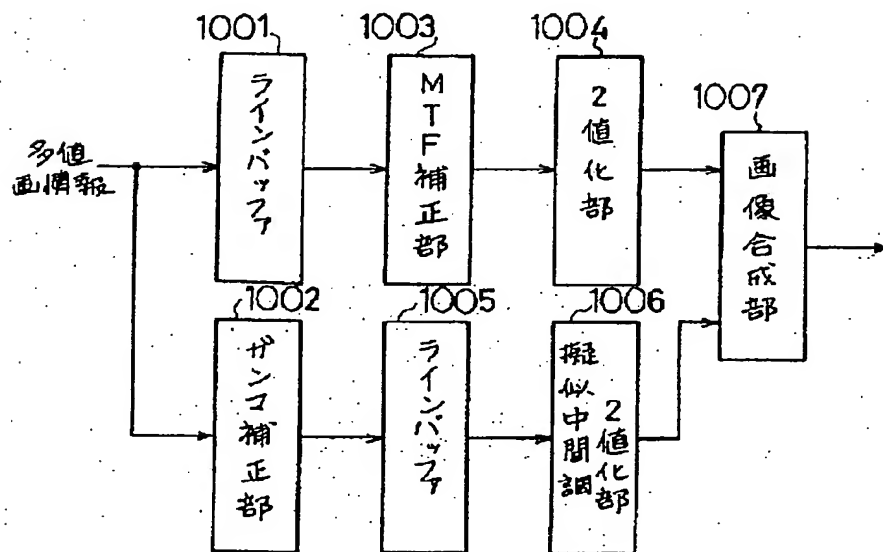 多値
画情報
1001
ラインバッファ
1003
MTF補正部
1004
2値化部
1007
画像合成部
1002
ガンマ補正部
1005
ラインバッファ
1006
擬似中間調
2値化部